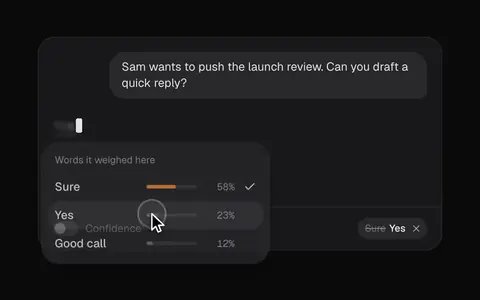 Sam wants to push the launch review. Can you draft a
quick reply?
Words it weighed here
Sure 58%
Yes 23%
Confidence
Sure Yes
Good call 12%